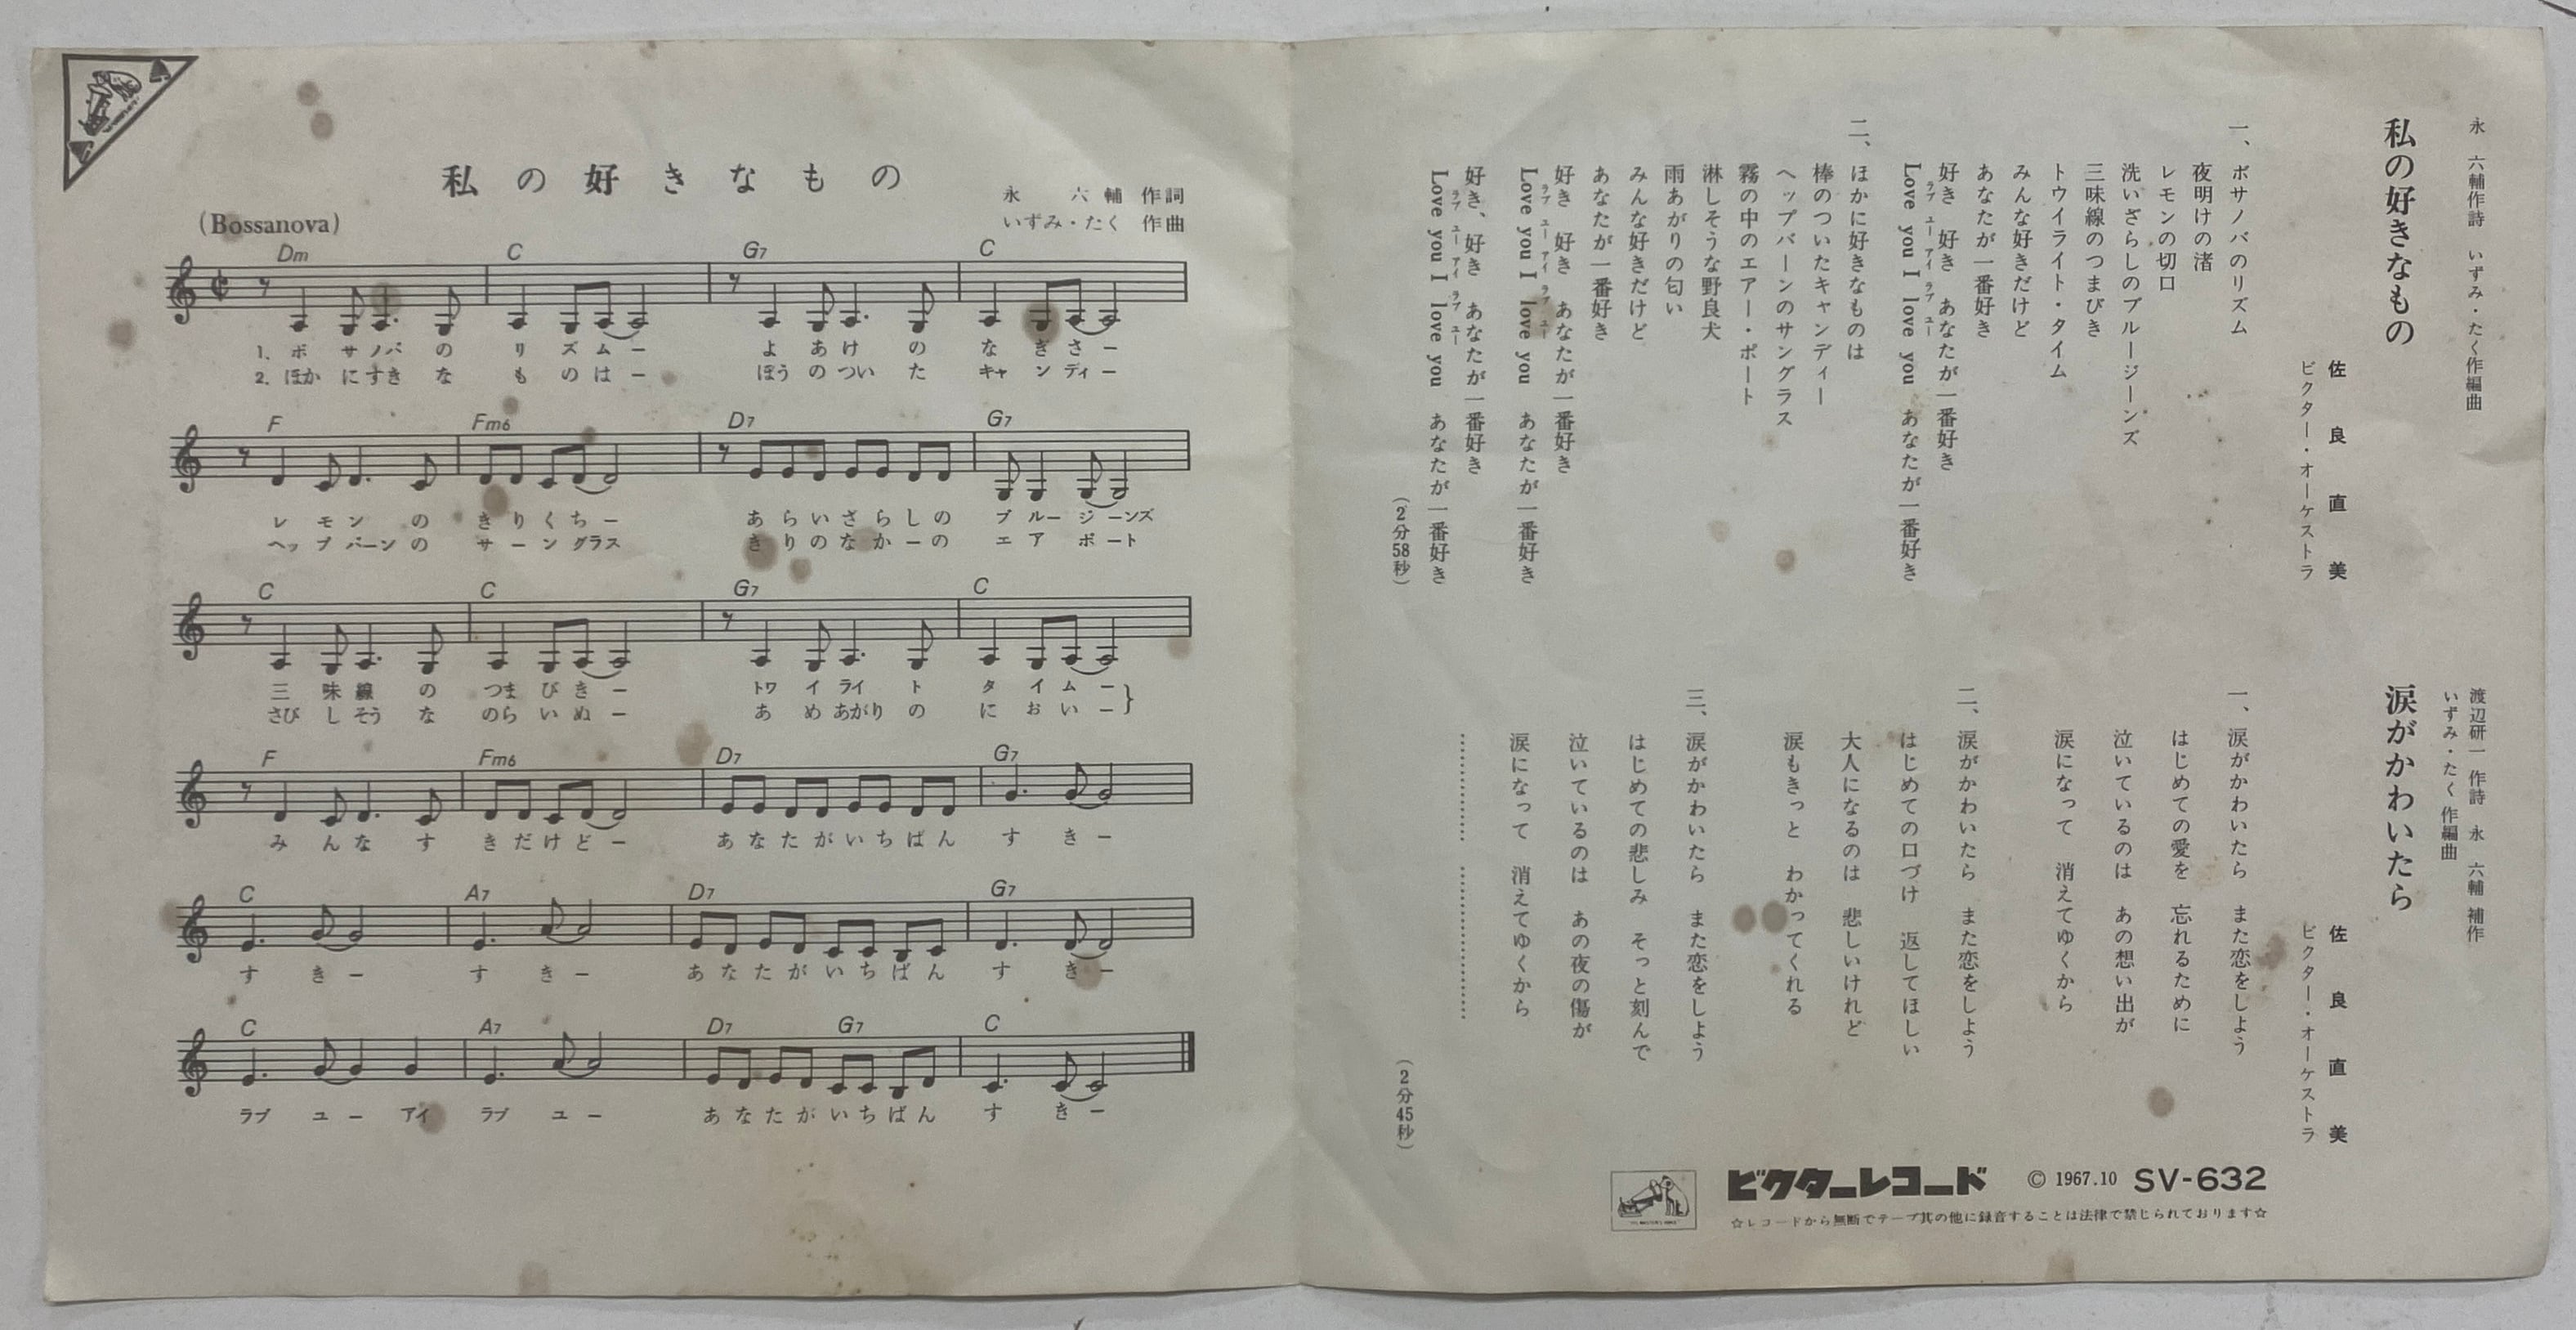 私の好きなもの
永 六輔 作詞
いずみ・たく 作曲
(Bossanova)
Dm C G7 C
1. ボ サ ノバ の リ ズ ム ー よ あ け の な ぎ さ ー
2. ほか に すき な も の は ー ぼう の つい た キャ ン ディ ー
F Fm6 D7 G7
レ モ ン の き り く ち ー あ ら い さ ら し の ブ ルー ジ ーンズ
ヘッ プ バーン の サ ー ン グラス き り の な か ー の エ ア ポ ート
C C G7 C
三 味 線 の つま び き ー トワ イ ライ ト タ イ ム ー
さび し そう な のら い ぬ ー あ め あがり の に お い ー
F Fm6 D7 G7
み ん な す き だ け ど ー あ な た が い ち ば ん す き ー
C A7 D7 G7
す き ー す き ー あ な た が い ち ば ん す き ー
C A7 D7 G7 C
ラブ ユ ー アイ ラブ ユ ー あ な た が い ち ば ん す き ー
永 六輔作詩 いずみ・たく作編曲
私の好きなもの
佐良直美
ビクター・オーケストラ
一、ボサノバのリズム
夜明けの渚
レモンの切口
洗いざらしのブルージーンズ
三味線のつまびき
トウイライト・タイム
みんな好きだけど
あなたが一番好き
好き 好き あなたが一番好き
ラブ ユー アイ ラブ ユー
Love you I love you あなたが一番好き
二、ほかに好きなものは
棒のついたキャンディー
ヘップバーンのサングラス
霧の中のエアー・ポート
淋しそうな野良犬
雨あがりの匂い
みんな好きだけど
あなたが一番好き
好き 好き あなたが一番好き
ラブ ユー アイ ラブ ユー
Love you I love you あなたが一番好き
好き、好き あなたが一番好き
ラブ ユー アイ ラブ ユー
Love you I love you あなたが一番好き
(2分58秒)
渡辺研一 作詩 永 六輔 補作
いずみ・たく 作編曲
涙がかわいたら
佐良直美
ビクター・オーケストラ
一、涙がかわいたら また恋をしよう
はじめての愛を 忘れるために
泣いているのは あの想い出が
涙になって 消えてゆくから
二、涙がかわいたら また恋をしよう
はじめての口づけ 返してほしい
大人になるのは 悲しいけれど
涙もきっと わかってくれる
三、涙がかわいたら また恋をしよう
はじめての悲しみ そっと刻んで
泣いているのは あの夜の傷が
涙になって 消えてゆくから
………………… …………………………
(2分45秒)
ビクターレコード © 1967.10 SV-632
☆レコードから無断でテープ其の他に録音することは法律で禁じられております☆